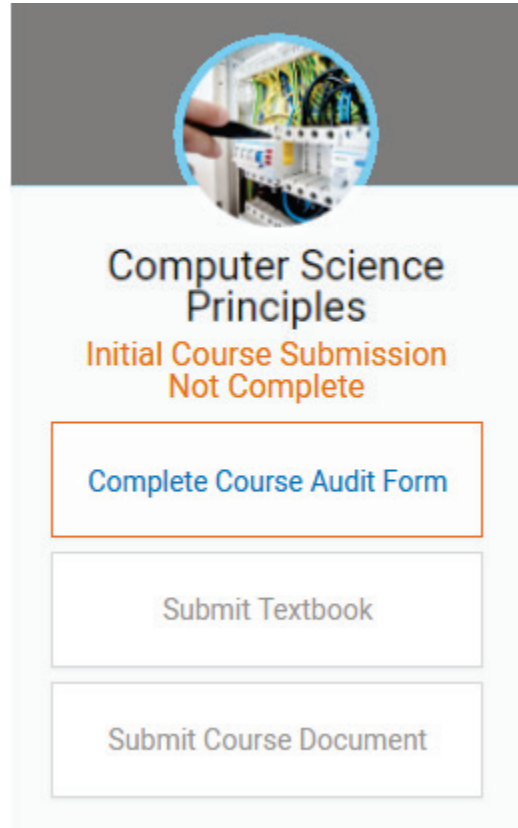 Computer Science
Principles
Initial Course Submission
Not Complete
Complete Course Audit Form
Submit Textbook
Submit Course Document